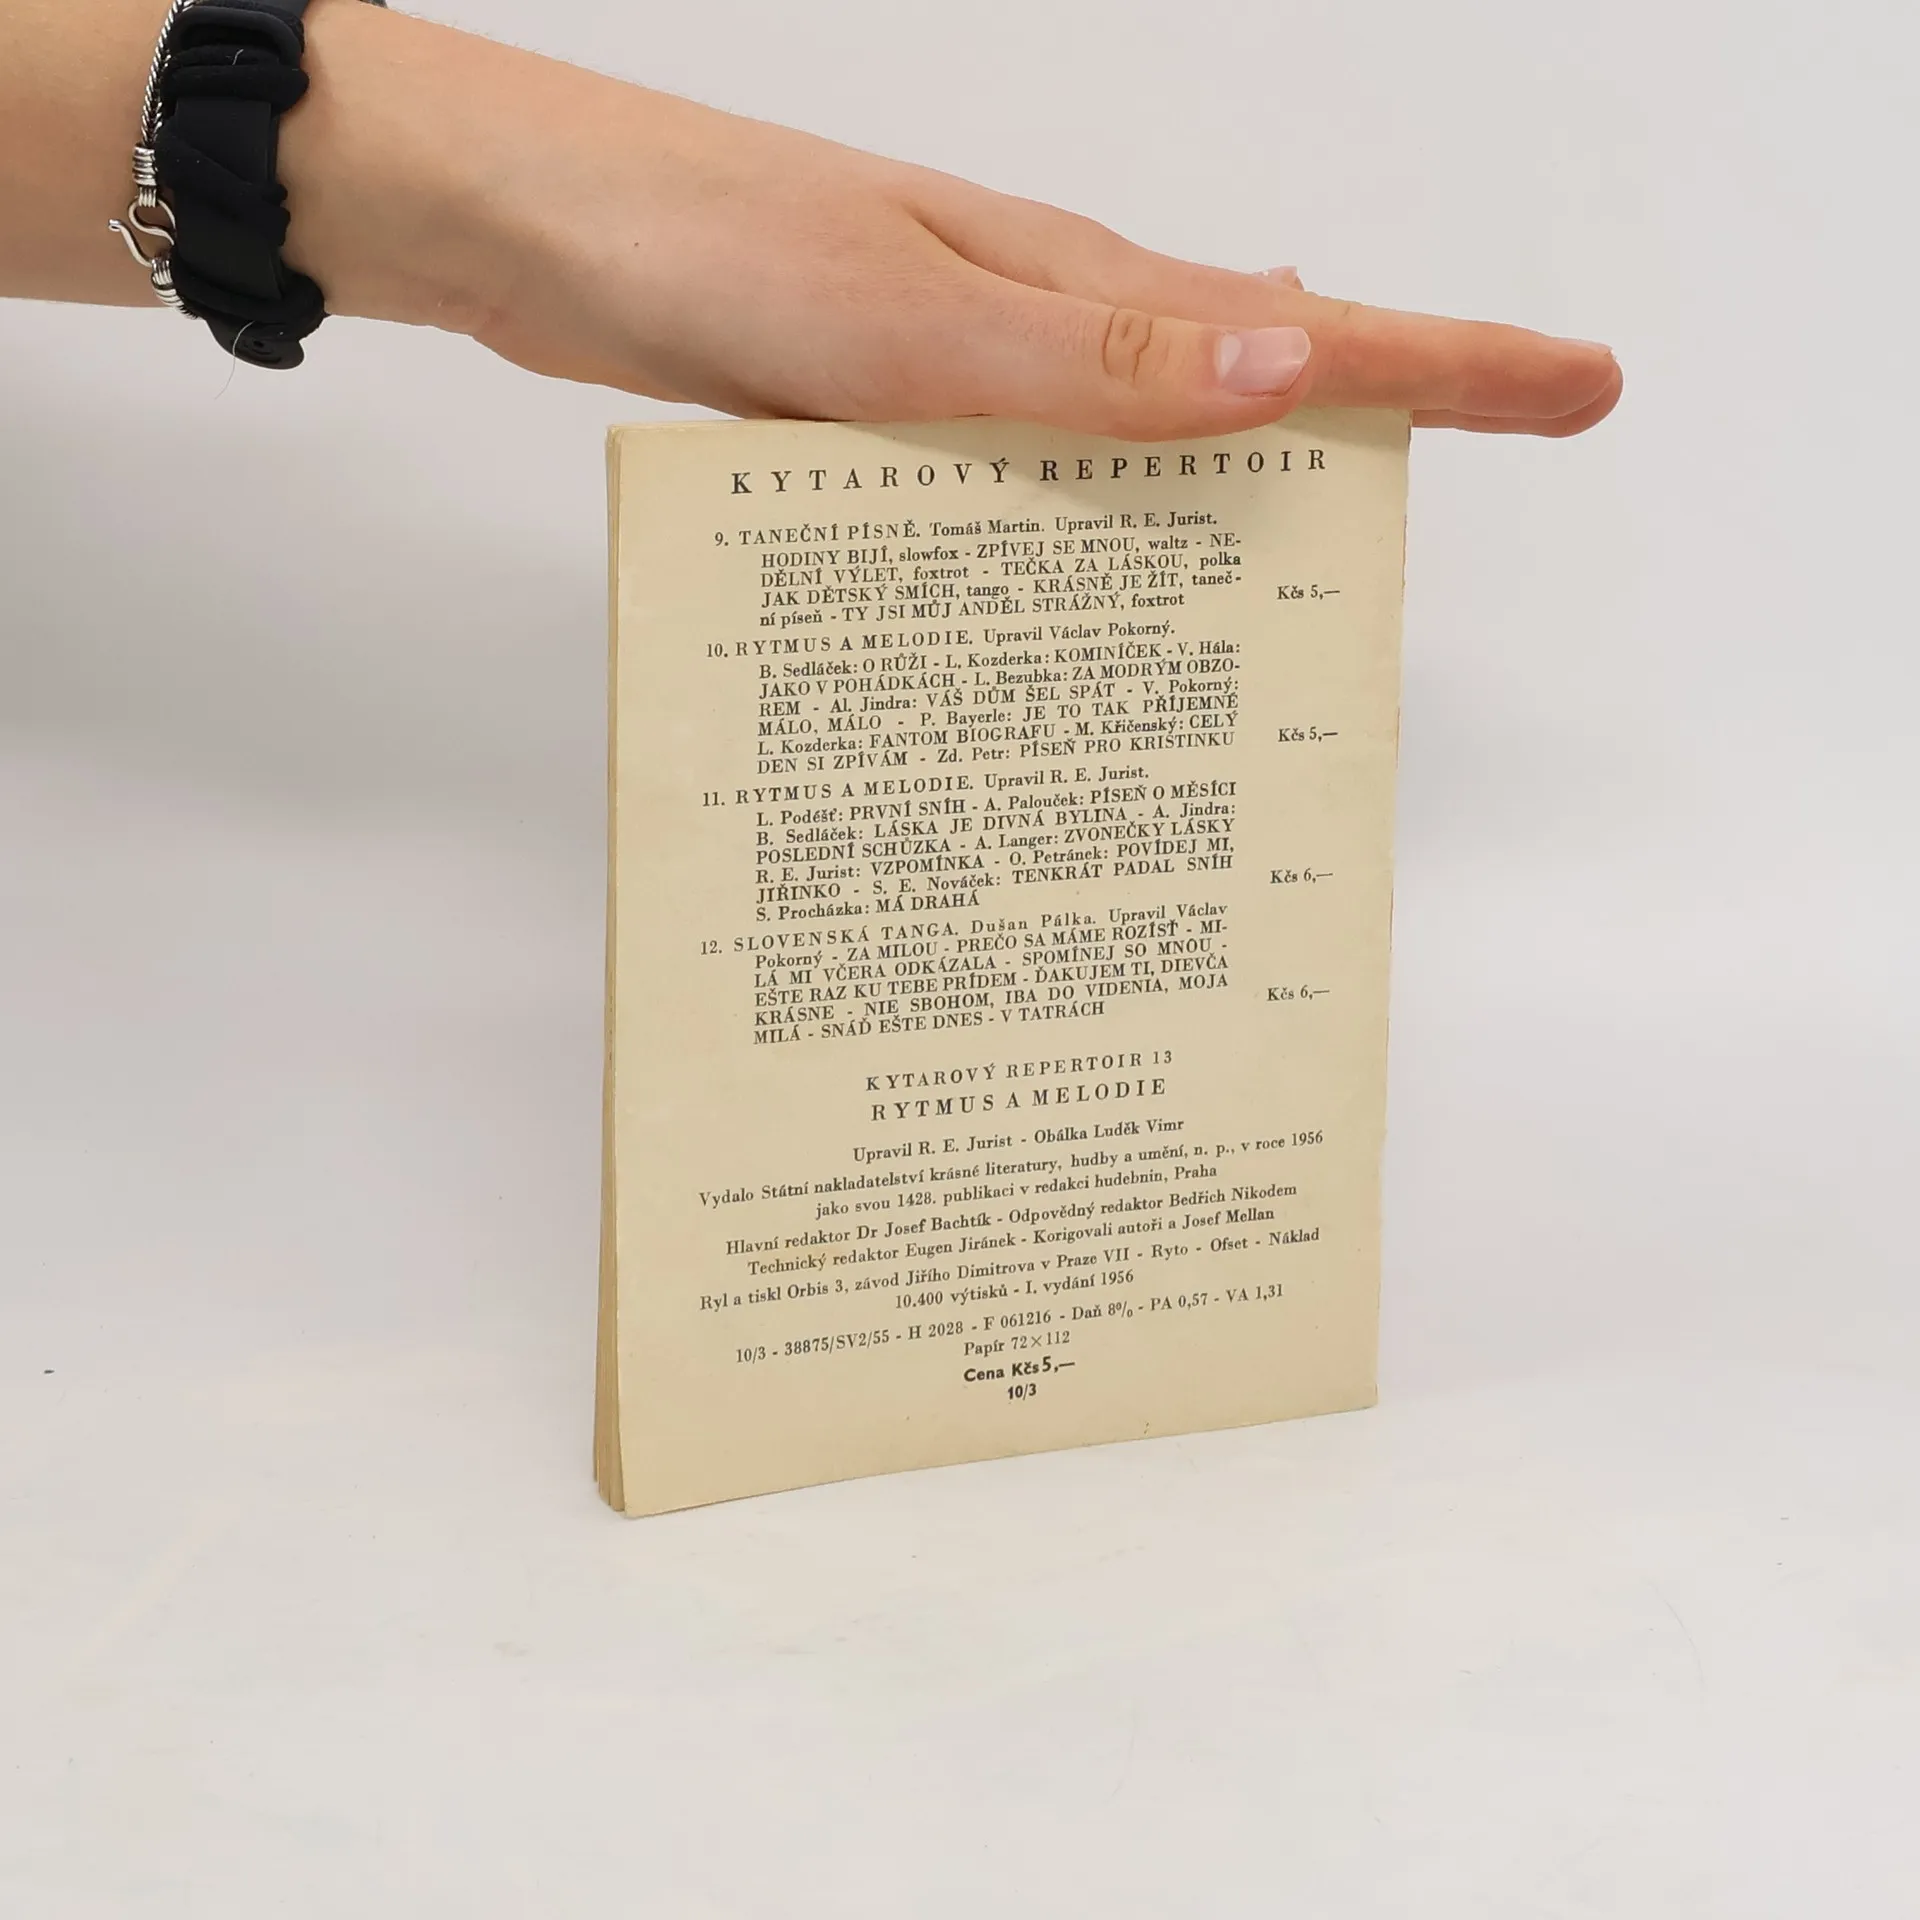 KYTAROVÝ REPERTOIR
9. TANEČNÍ PÍSNĚ. Tomáš Martin. Upravil R. E. Jurist.
HODINY BIJÍ, slowfox - ZPÍVEJ SE MNOU, waltz - NE-
DĚLNÍ VÝLET, foxtrot - TEČKA ZA LÁSKOU, polka
JAK DĚTSKÝ SMÍCH, tango - KRÁSNĚ JE ŽÍT, taneč-
ní píseň - TY JSI MŮJ ANDĚL STRÁŽNÝ, foxtrot Kčs 5,—
10. RYTMUS A MELODIE. Upravil Václav Pokorný.
B. Sedláček: O RŮŽI - L. Kozderka: KOMINÍČEK - V. Hála:
JAKO V POHÁDKÁCH - L. Bezubka: ZA MODRÝM OBZO-
REM - Al. Jindra: VÁŠ DŮM ŠEL SPÁT - V. Pokorný:
MÁLO, MÁLO - P. Bayerle: JE TO TAK PŘÍJEMNÉ
L. Kozderka: FANTOM BIOGRAFU - M. Křičenský: CELÝ
DEN SI ZPÍVÁM - Zd. Petr: PÍSEŇ PRO KRISTINKU Kčs 5,—
11. RYTMUS A MELODIE. Upravil R. E. Jurist.
L. Podéšť: PRVNÍ SNÍH - A. Palouček: PÍSEŇ O MĚSÍCI
B. Sedláček: LÁSKA JE DIVNÁ BYLINA - A. Jindra:
POSLEDNÍ SCHŮZKA - A. Langer: ZVONEČKY LÁSKY
R. E. Jurist: VZPOMÍNKA - O. Petránek: POVÍDEJ MI,
JIŘINKO - S. E. Nováček: TENKRÁT PADAL SNÍH
S. Procházka: MÁ DRAHÁ Kčs 6,—
12. SLOVENSKÁ TANGA. Dušan Pálka. Upravil Václav
Pokorný - ZA MILOU - PREČO SA MÁME ROZÍSŤ - MI-
LÁ MI VČERA ODKÁZALA - SPOMÍNEJ SO MNOU -
EŠTE RAZ KU TEBE PRÍDEM - ĎAKUJEM TI, DIEVČA
KRÁSNE - NIE SBOHOM, IBA DO VIDENIA, MOJA
MILÁ - SNÁĎ EŠTE DNES - V TATRÁCH Kčs 6,—
KYTAROVÝ REPERTOIR 13
RYTMUS A MELODIE
Upravil R. E. Jurist - Obálka Luděk Vimr
Vydalo Státní nakladatelství krásné literatury, hudby a umění, n. p., v roce 1956
jako svou 1428. publikaci v redakci hudebnin, Praha
Hlavní redaktor Dr Josef Bachtík - Odpovědný redaktor Bedřich Nikodem
Technický redaktor Eugen Jiránek - Korigovali autoři a Josef Mellan
Ryl a tiskl Orbis 3, závod Jiřího Dimitrova v Praze VII - Ryto - Ofset - Náklad
10.400 výtisků - I. vydání 1956
10/3 - 38875/SV2/55 - H 2028 - F 061216 - Daň 8% - PA 0,57 - VA 1,31
Papír 72×112
Cena Kčs 5,—
10/3